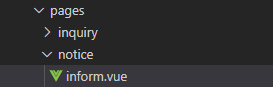 pages
inquiry
notice
inform.vue